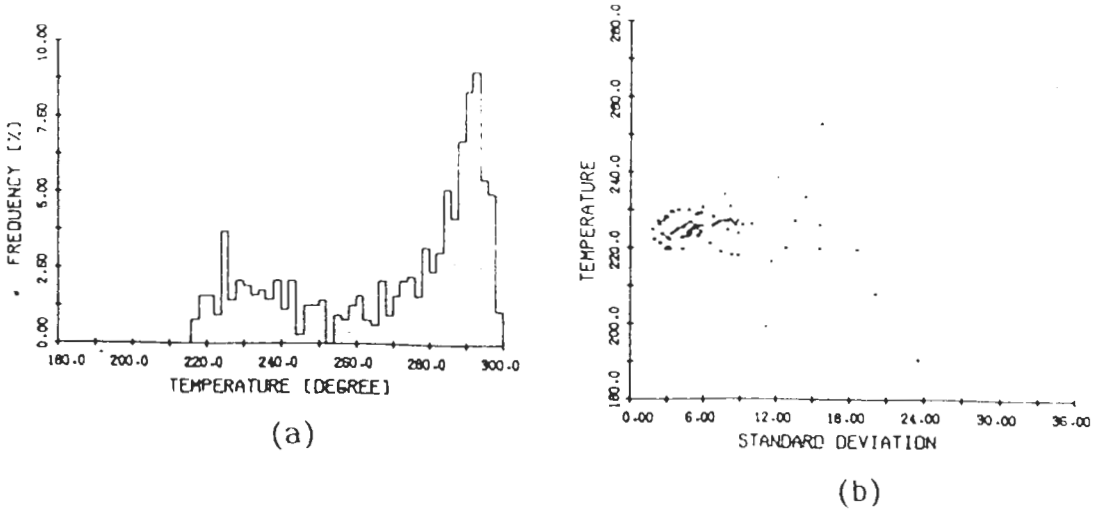 FREQUENCY [%]
10.00
7.50
5.00
2.50
0.00
180.0 200.0 220.0 240.0 260.0 280.0 300.0
TEMPERATURE [DEGREE]
(a)
TEMPERATURE
280.0
260.0
240.0
220.0
200.0
180.0
0.00 6.00 12.00 18.00 24.00 30.00 36.00
STANDARD DEVIATION
(b)